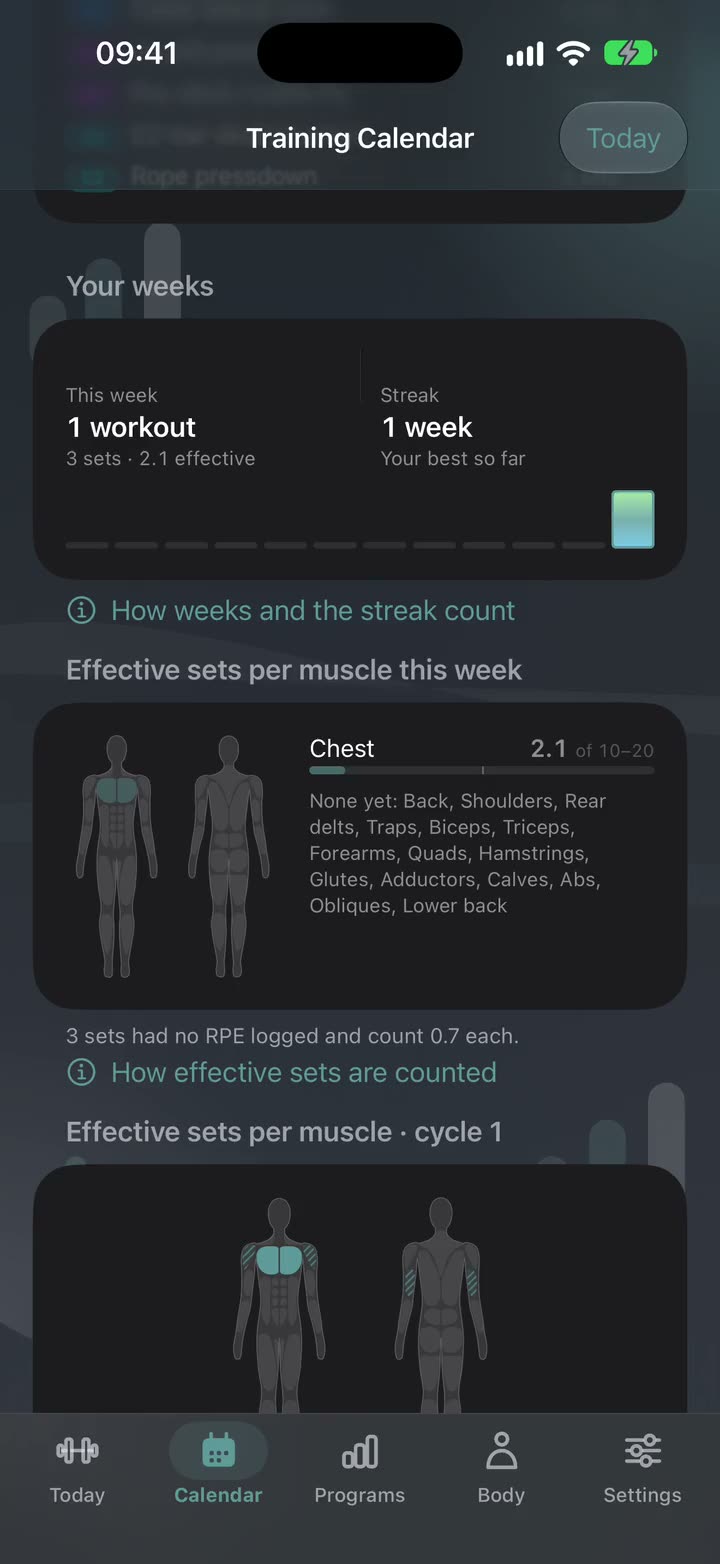 09:41
Training Calendar
Today
Rope pressdown
Your weeks
This week
1 workout
3 sets · 2.1 effective
Streak
1 week
Your best so far
How weeks and the streak count
Effective sets per muscle this week
Chest
2.1 of 10–20
None yet: Back, Shoulders, Rear
delts, Traps, Biceps, Triceps,
Forearms, Quads, Hamstrings,
Glutes, Adductors, Calves, Abs,
Obliques, Lower back
3 sets had no RPE logged and count 0.7 each.
How effective sets are counted
Effective sets per muscle · cycle 1
Today
Calendar
Programs
Body
Settings